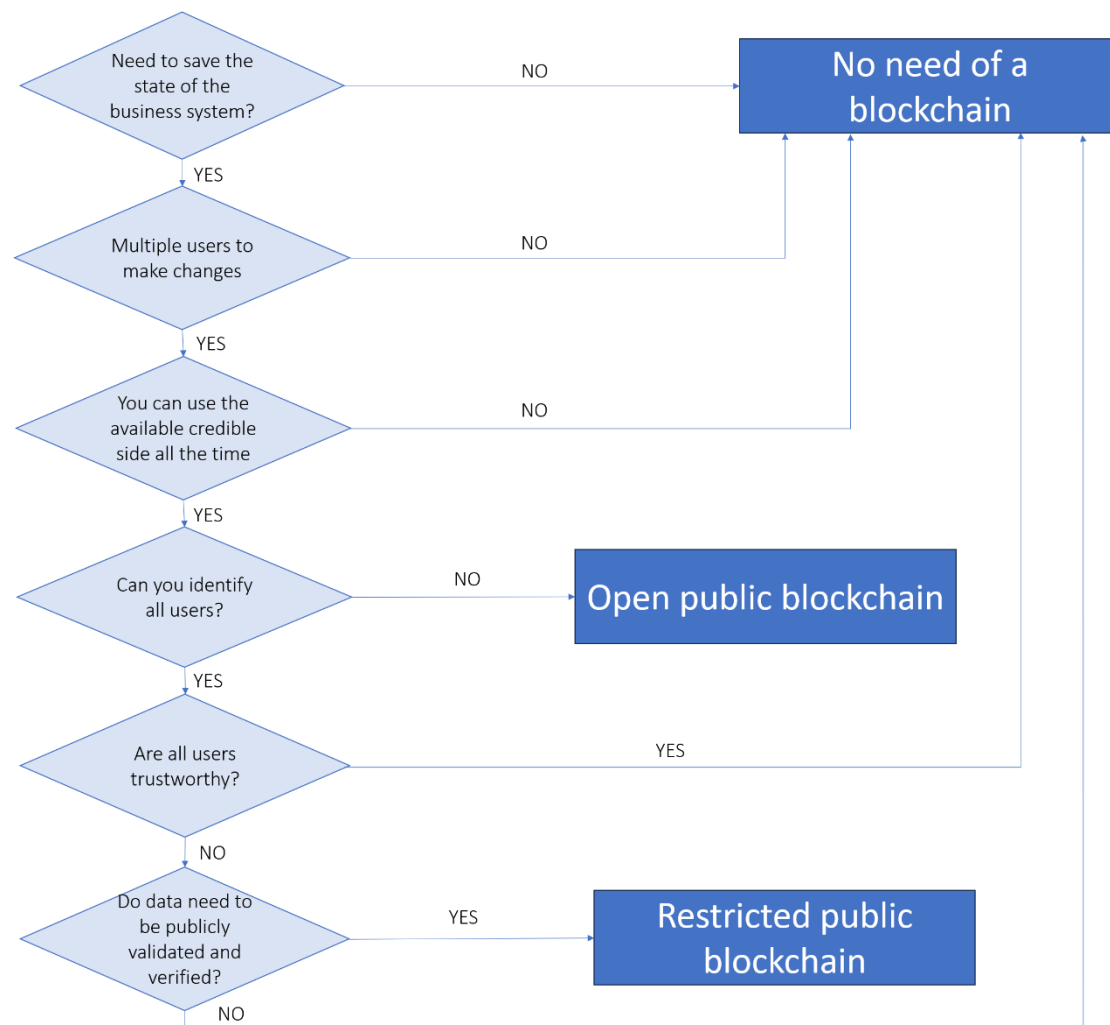 Need to save the
state of the
business system?
NO
No need of a
blockchain
YES
Multiple users to
make changes
NO
YES
You can use the
available credible
side all the time
NO
YES
Can you identify
all users?
NO
Open public blockchain
YES
Are all users
trustworthy?
YES
NO
Do data need to
be publicly
validated and
verified?
YES
Restricted public
blockchain
NO